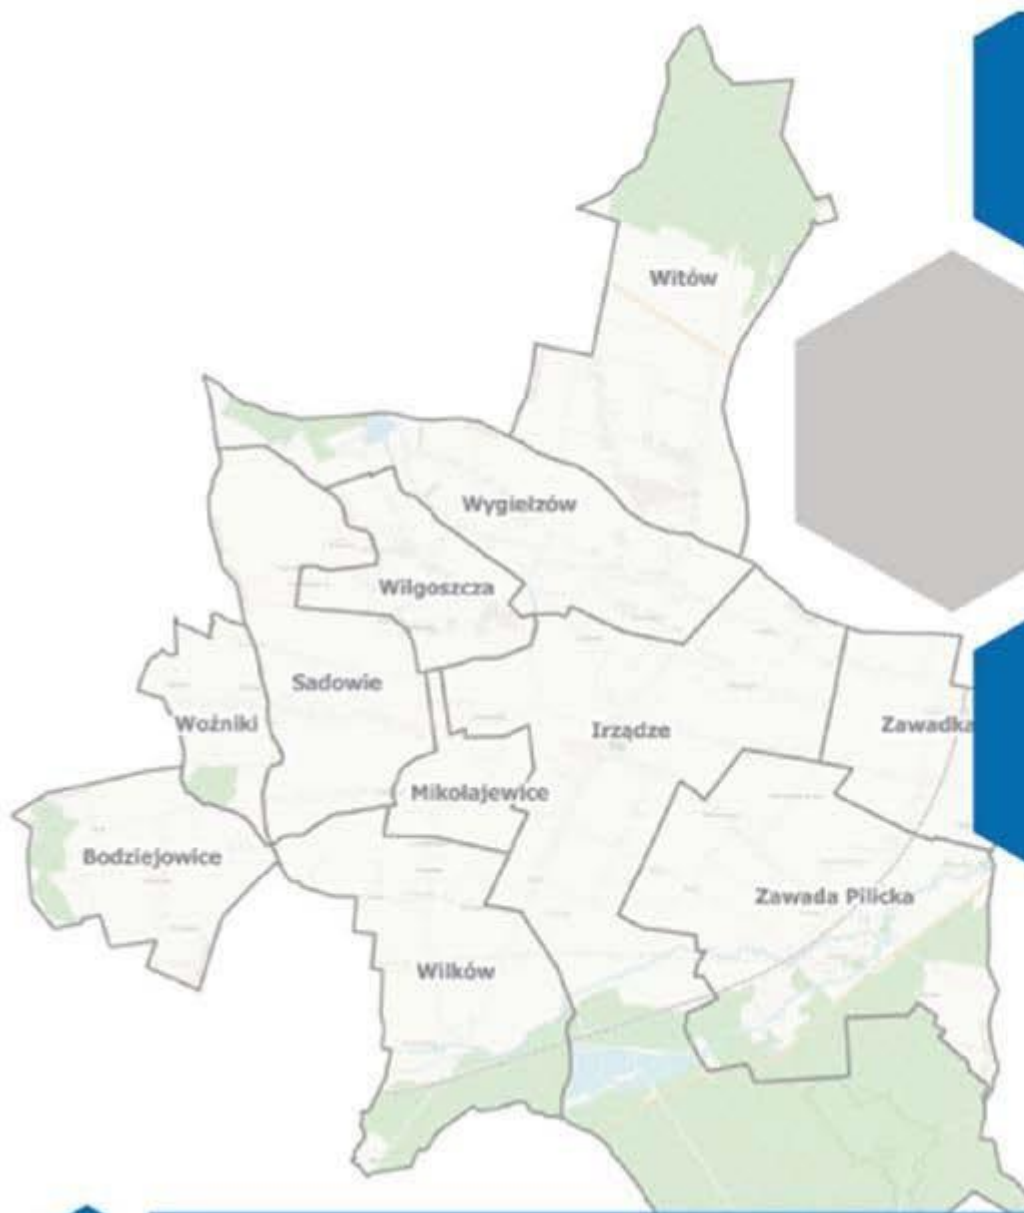 Witów
Wygiełzów
Wilgoszcza
Sadowie
Woźniki
Irządze
Zawadka
Mikołajewice
Bodziejowice
Zawada Pilicka
Wilków